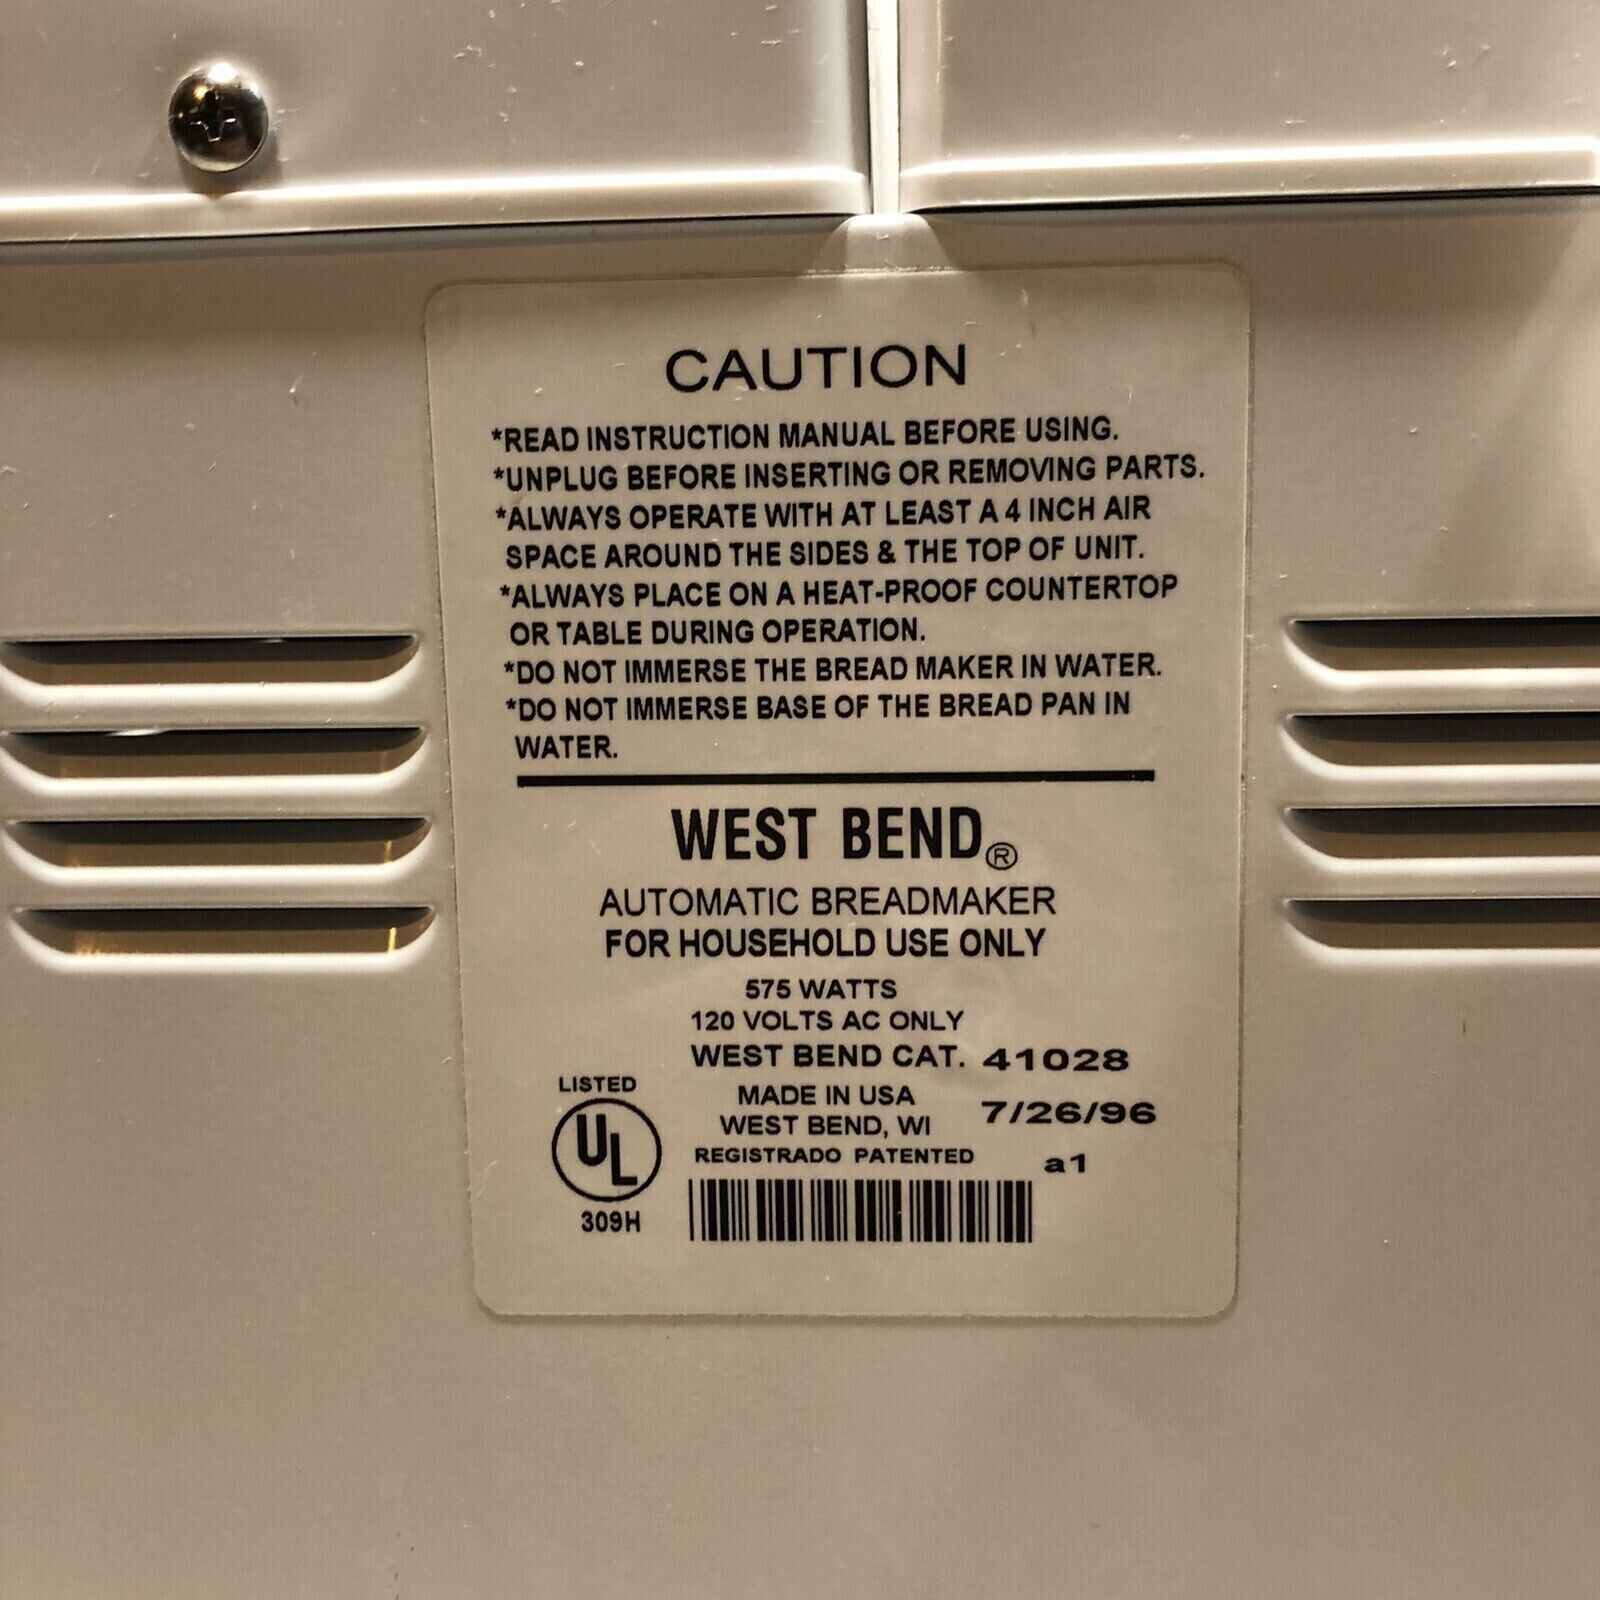 CAUTION
*READ INSTRUCTION MANUAL BEFORE USING.
*UNPLUG BEFORE INSERTING OR REMOVING PARTS.
*ALWAYS OPERATE WITH AT LEAST A 4 INCH AIR
SPACE AROUND THE SIDES & THE TOP OF UNIT.
*ALWAYS PLACE ON A HEAT-PROOF COUNTERTOP
OR TABLE DURING OPERATION.
*DO NOT IMMERSE THE BREAD MAKER IN WATER.
*DO NOT IMMERSE BASE OF THE BREAD PAN IN
WATER.
WEST BEND®
AUTOMATIC BREADMAKER
FOR HOUSEHOLD USE ONLY
575 WATTS
120 VOLTS AC ONLY
WEST BEND CAT. 41028
LISTED
UL
309H
MADE IN USA
WEST BEND, WI
7/26/96
REGISTRADO PATENTED
a1